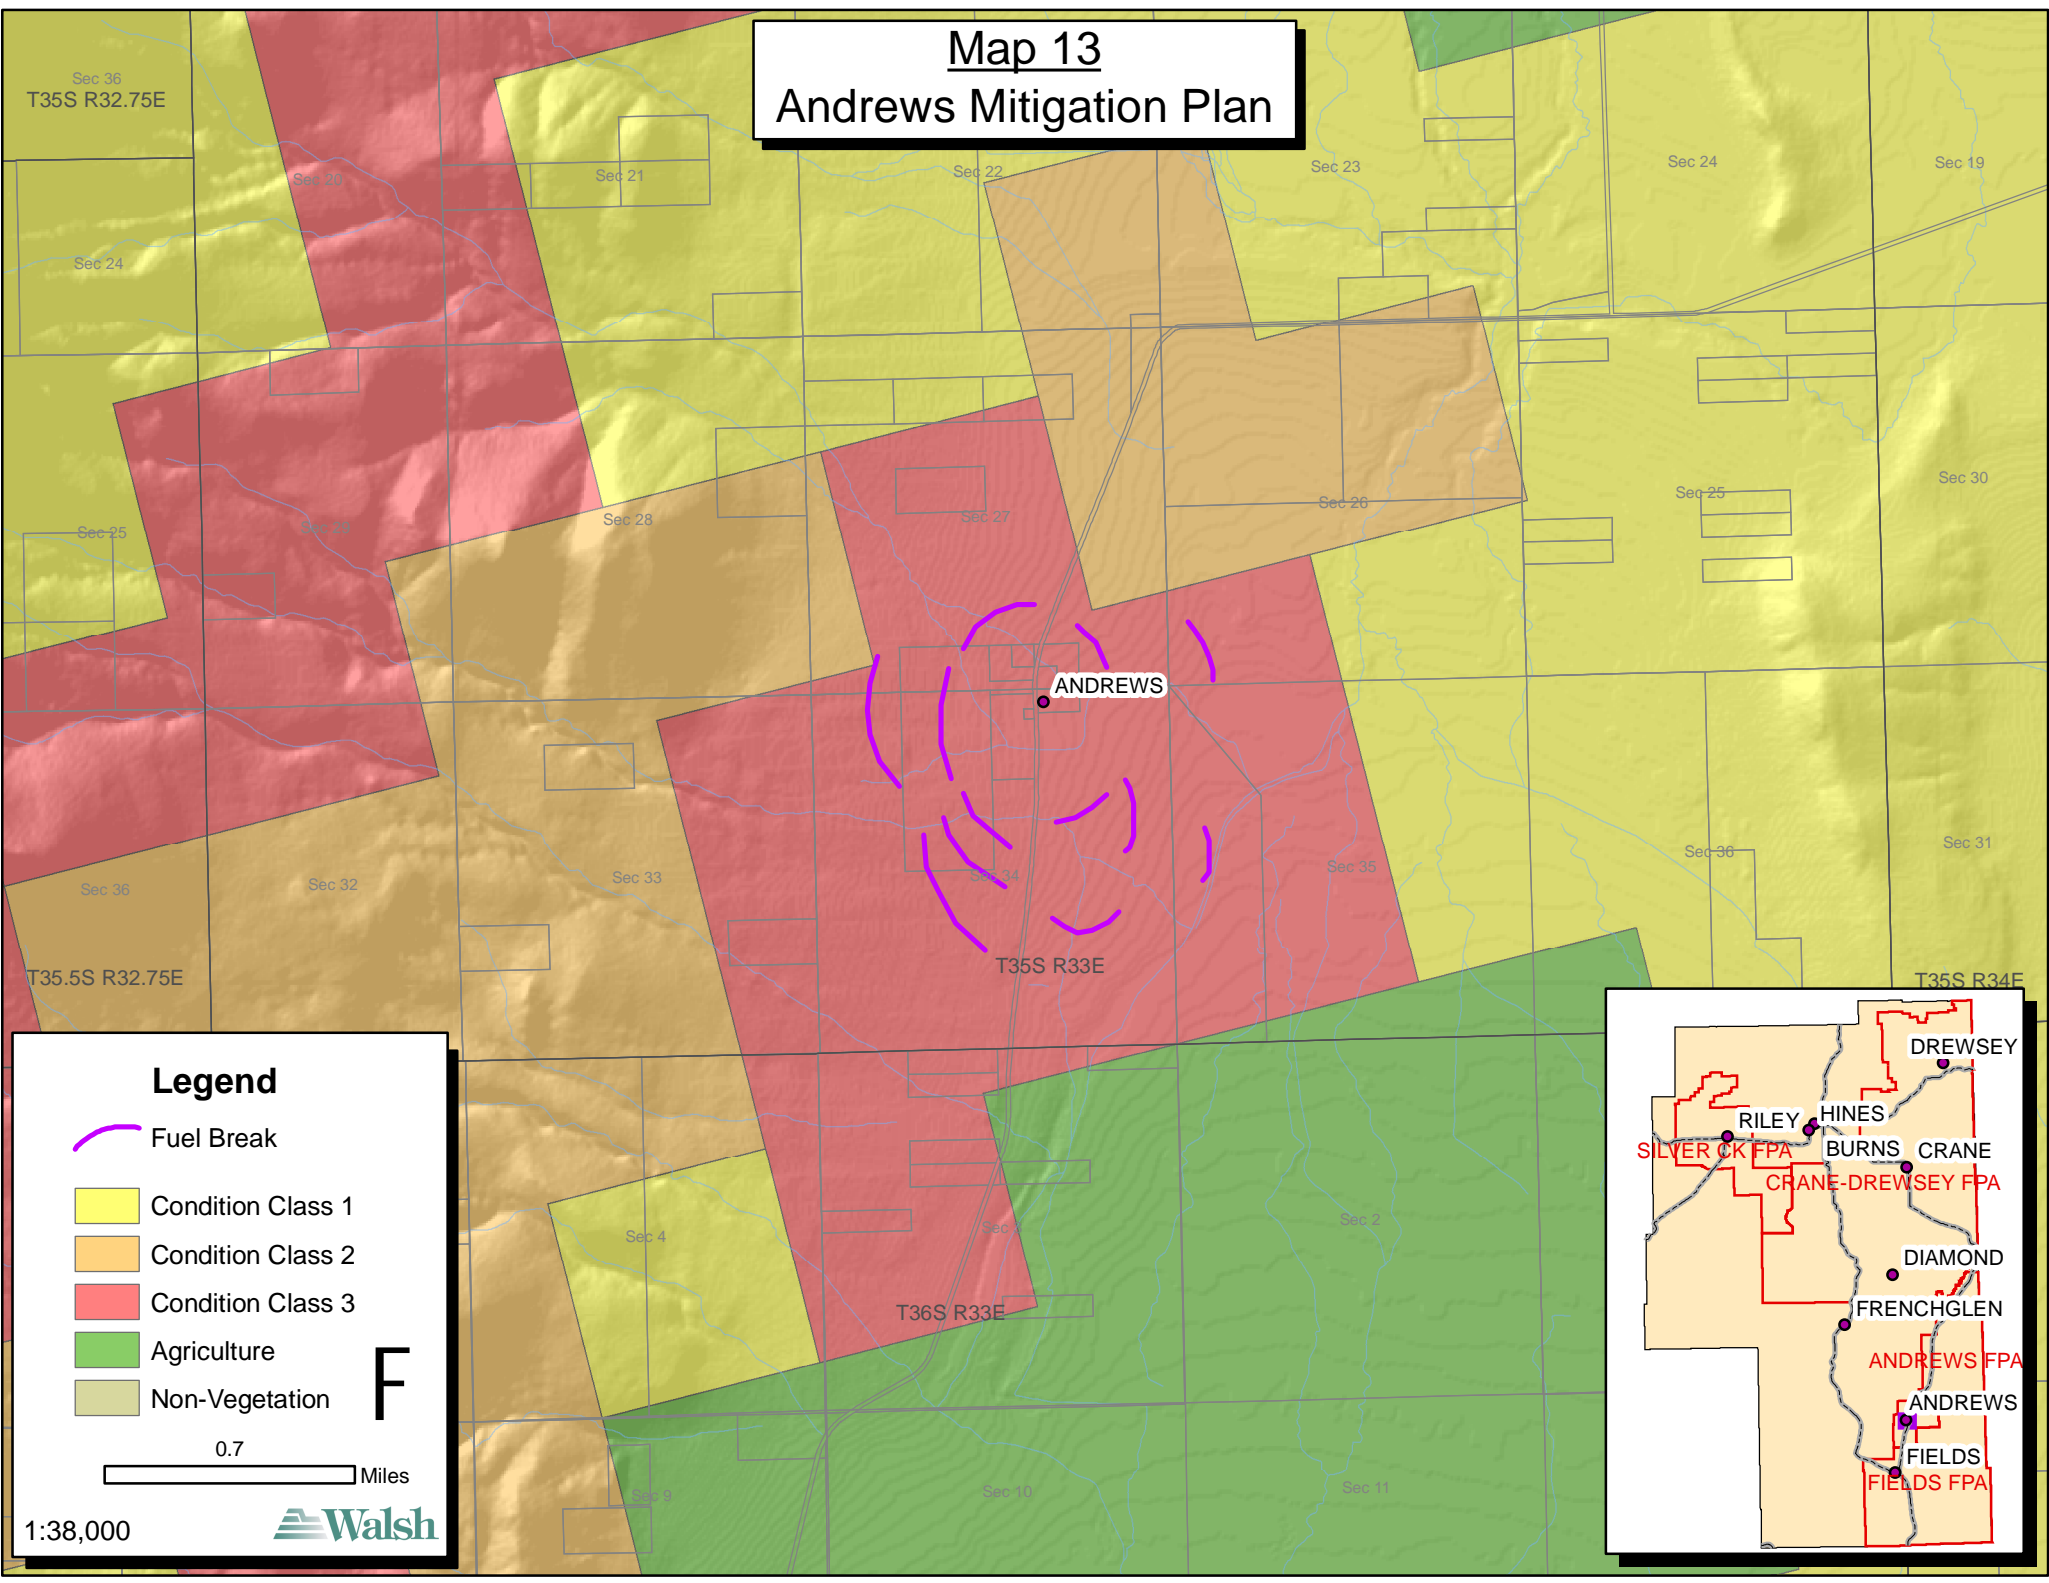 Map 13
Andrews Mitigation Plan
Sec 36
T35S R32.75E
Sec 20
Sec 21
Sec 22
Sec 23
Sec 24
Sec 19
Sec 24
Sec 25
Sec 29
Sec 28
Sec 27
Sec 26
Sec 25
Sec 30
ANDREWS
Sec 36
Sec 32
Sec 33
Sec 34
Sec 35
Sec 36
Sec 31
T35.5S R32.75E
T35S R33E
T35S R34E
Sec 4
Sec 2
T36S R33E
Sec 9
Sec 10
Sec 11
Legend
Fuel Break
Condition Class 1
Condition Class 2
Condition Class 3
Agriculture
Non-Vegetation
F
0.7
Miles
1:38,000
Walsh
DREWSEY
RILEY
HINES
SILVER CK FPA
BURNS
CRANE
CRANE-DREWSEY FPA
DIAMOND
FRENCHGLEN
ANDREWS FPA
ANDREWS
FIELDS
FIELDS FPA